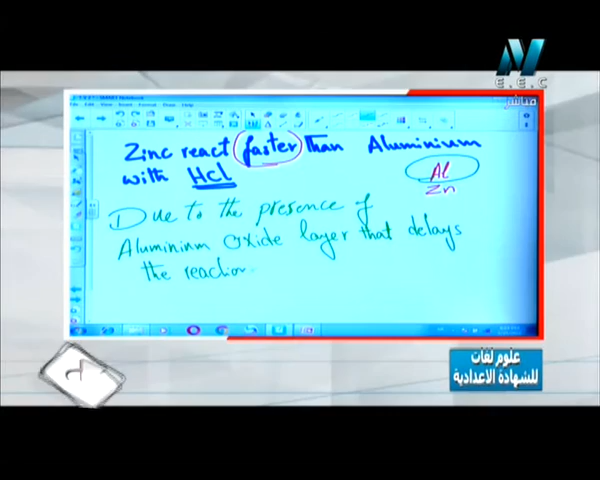 E.E.C
مباشر
Zinc react faster Than Aluminium
with HCl
Al
Zn
Due to the presence of
Aluminium Oxide layer that delays
the reaction.
علوم لغات
للشهادة الاعدادية